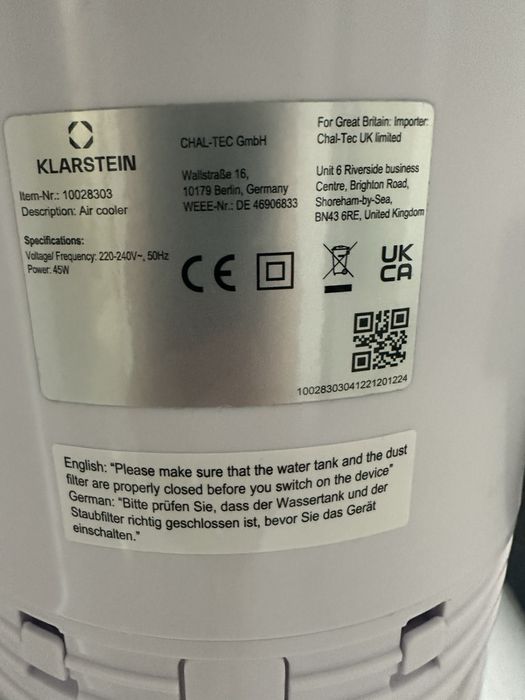 KLARSTEIN
Item-Nr.: 10028303
Description: Air cooler
Specifications:
Voltage/ Frequency: 220-240V~, 50Hz
Power: 45W
CHAL-TEC GmbH
Wallstraße 16,
10179 Berlin, Germany
WEEE-Nr.: DE 46906833
For Great Britain: Importer:
Chal-Tec UK limited
Unit 6 Riverside business
Centre, Brighton Road,
Shoreham-by-Sea,
BN43 6RE, United Kingdom
CE
UK
CA
10028303041221201224
English: "Please make sure that the water tank and the dust
filter are properly closed before you switch on the device"
German: "Bitte prüfen Sie, dass der Wassertank und der
Staubfilter richtig geschlossen ist, bevor Sie das Gerät
einschalten."